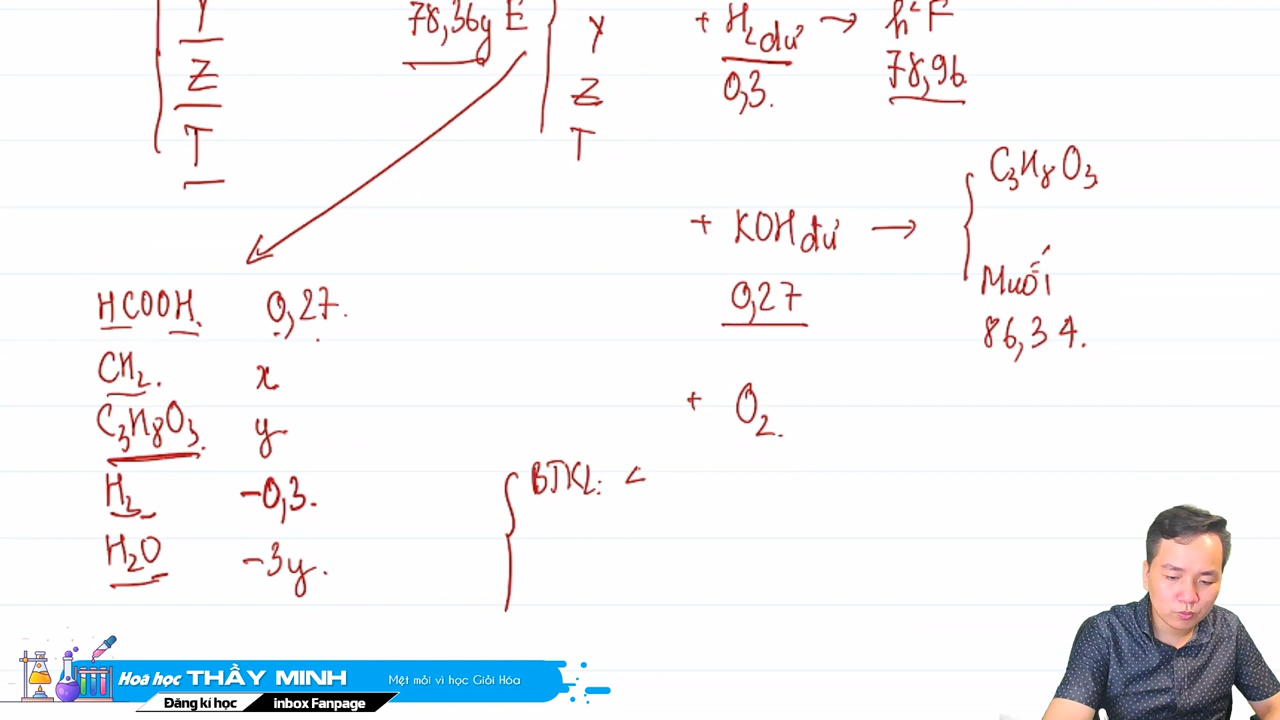 Y
Z
T
78,36g E
Y
Z
T
+ H2 dư → h² F
0,3.
78,96
+ KOH dư →
0,27
C3H8O3
Muối
86,34.
+ O2.
HCOOH 0,27.
CH2. x
C3H8O3. y
H2 -0,3.
H2O -3y.
BTKL: <
Hoá học THẦY MINH
Mệt mỏi vì học Giỏi Hóa
Đăng kí học inbox Fanpage